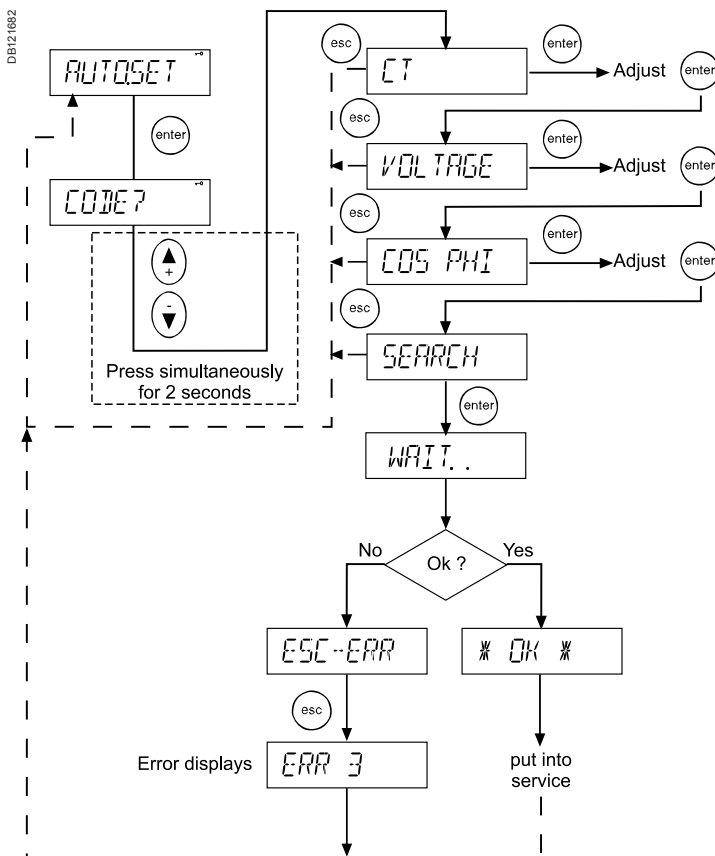 DB121682
AUTO.SET
enter
CODE?
+
-
Press simultaneously
for 2 seconds
esc
CT
enter
Adjust
enter
esc
VOLTAGE
enter
Adjust
enter
esc
COS PHI
enter
Adjust
enter
esc
SEARCH
enter
WAIT..
No
Ok ?
Yes
ESC-ERR
* OK *
esc
Error displays
ERR 3
put into
service